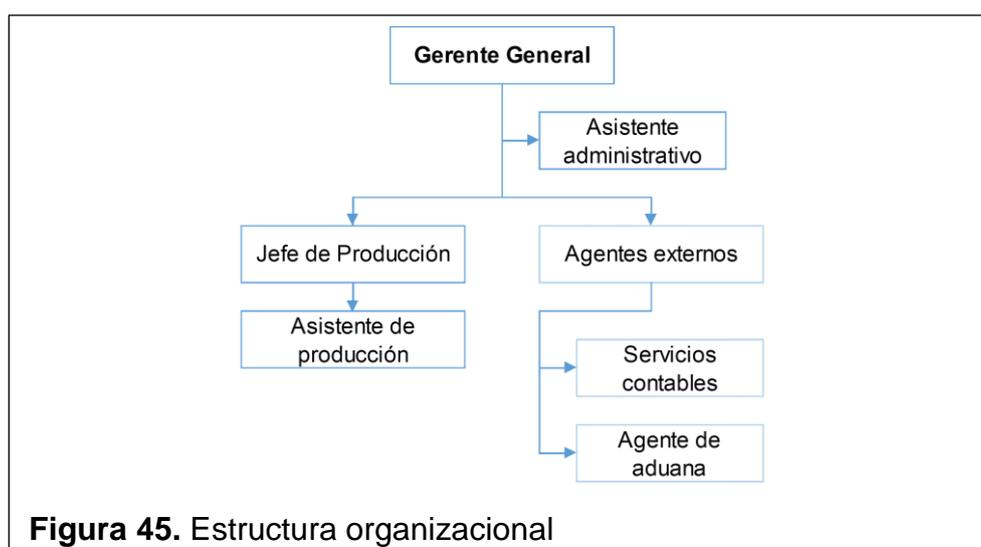 Gerente General
Asistente
administrativo
Jefe de Producción
Agentes externos
Asistente de
producción
Servicios
contables
Agente de
aduana
Figura 45. Estructura organizacional